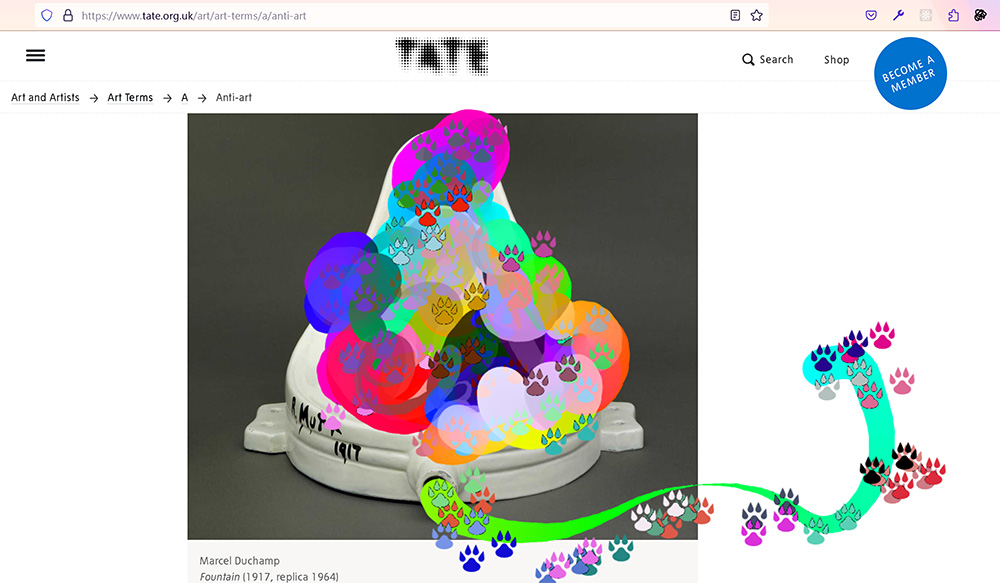 https://www.tate.org.uk/art/art-terms/a/anti-art
TATE
Search
Shop
BECOME A
MEMBER
Art and Artists → Art Terms → A → Anti-art
R. Mutt
1917
Marcel Duchamp
Fountain (1917, replica 1964)